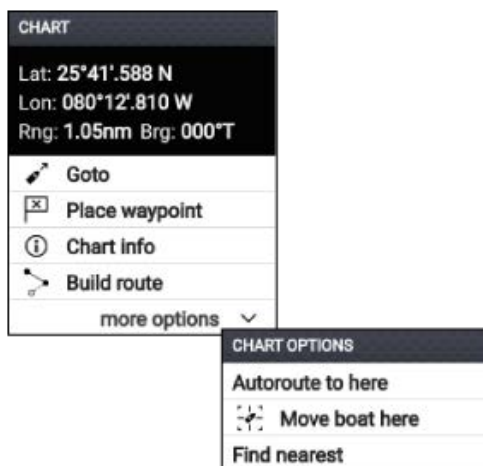 CHART
Lat: 25°41'.588 N
Lon: 080°12'.810 W
Rng: 1.05nm Brg: 000°T
Goto
Place waypoint
Chart info
Build route
more options
CHART OPTIONS
Autoroute to here
Move boat here
Find nearest